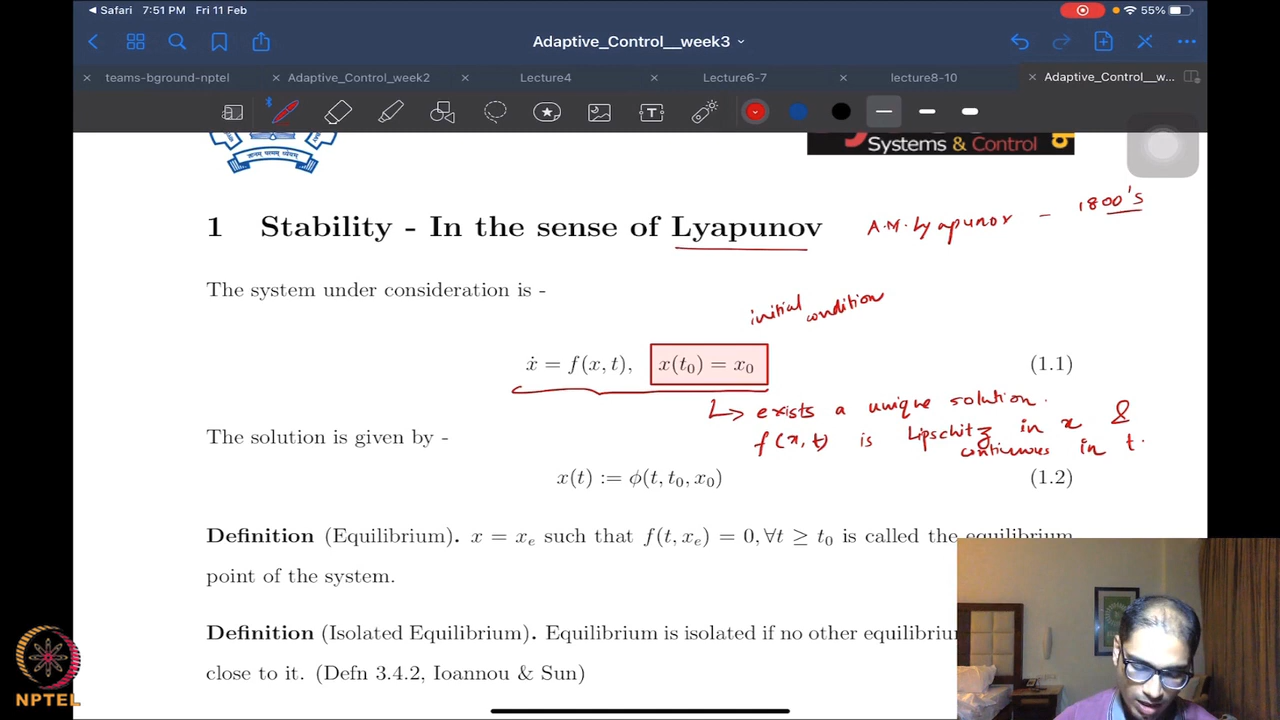 Safari 7:51 PM Fri 11 Feb 55%
Adaptive_Control__week3
teams-bground-nptel Adaptive_Control_week2 Lecture4 Lecture6-7 lecture8-10 Adaptive_Control__w...
Systems & Control
1 Stability - In the sense of Lyapunov A.M. Lyapunov - 1800's
The system under consideration is -
initial condition
ẋ = f(x, t), x(t₀) = x₀ (1.1)
↳ exists a unique solution.
The solution is given by - f(x, t) is Lipschitz in x &
continuous in t.
x(t) := ϕ(t, t₀, x₀) (1.2)
Definition (Equilibrium). x = xₑ such that f(t, xₑ) = 0, ∀t ≥ t₀ is called the equilibrium
point of the system.
Definition (Isolated Equilibrium). Equilibrium is isolated if no other
close to it. (Defn 3.4.2, Ioannou & Sun)
NPTEL